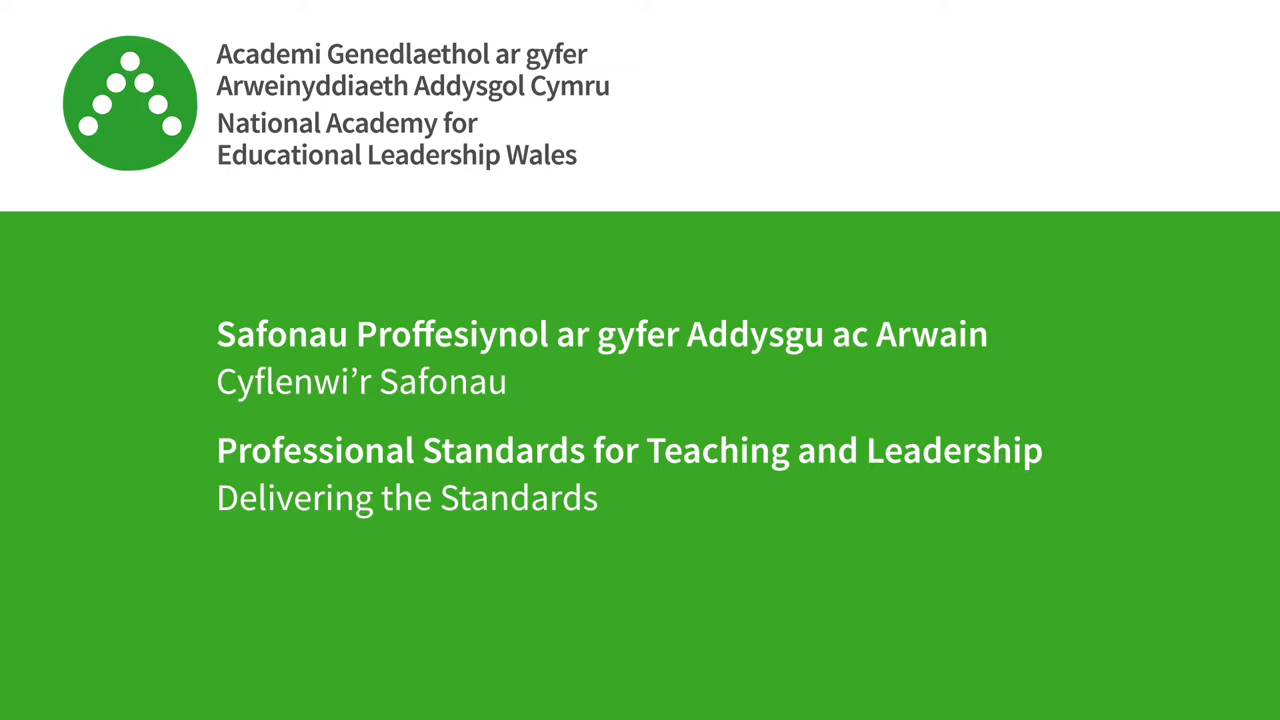 Academi Genedlaethol ar gyfer
Arweinyddiaeth Addysgol Cymru
National Academy for
Educational Leadership Wales
Safonau Proffesiynol ar gyfer Addysgu ac Arwain
Cyflenwi’r Safonau
Professional Standards for Teaching and Leadership
Delivering the Standards